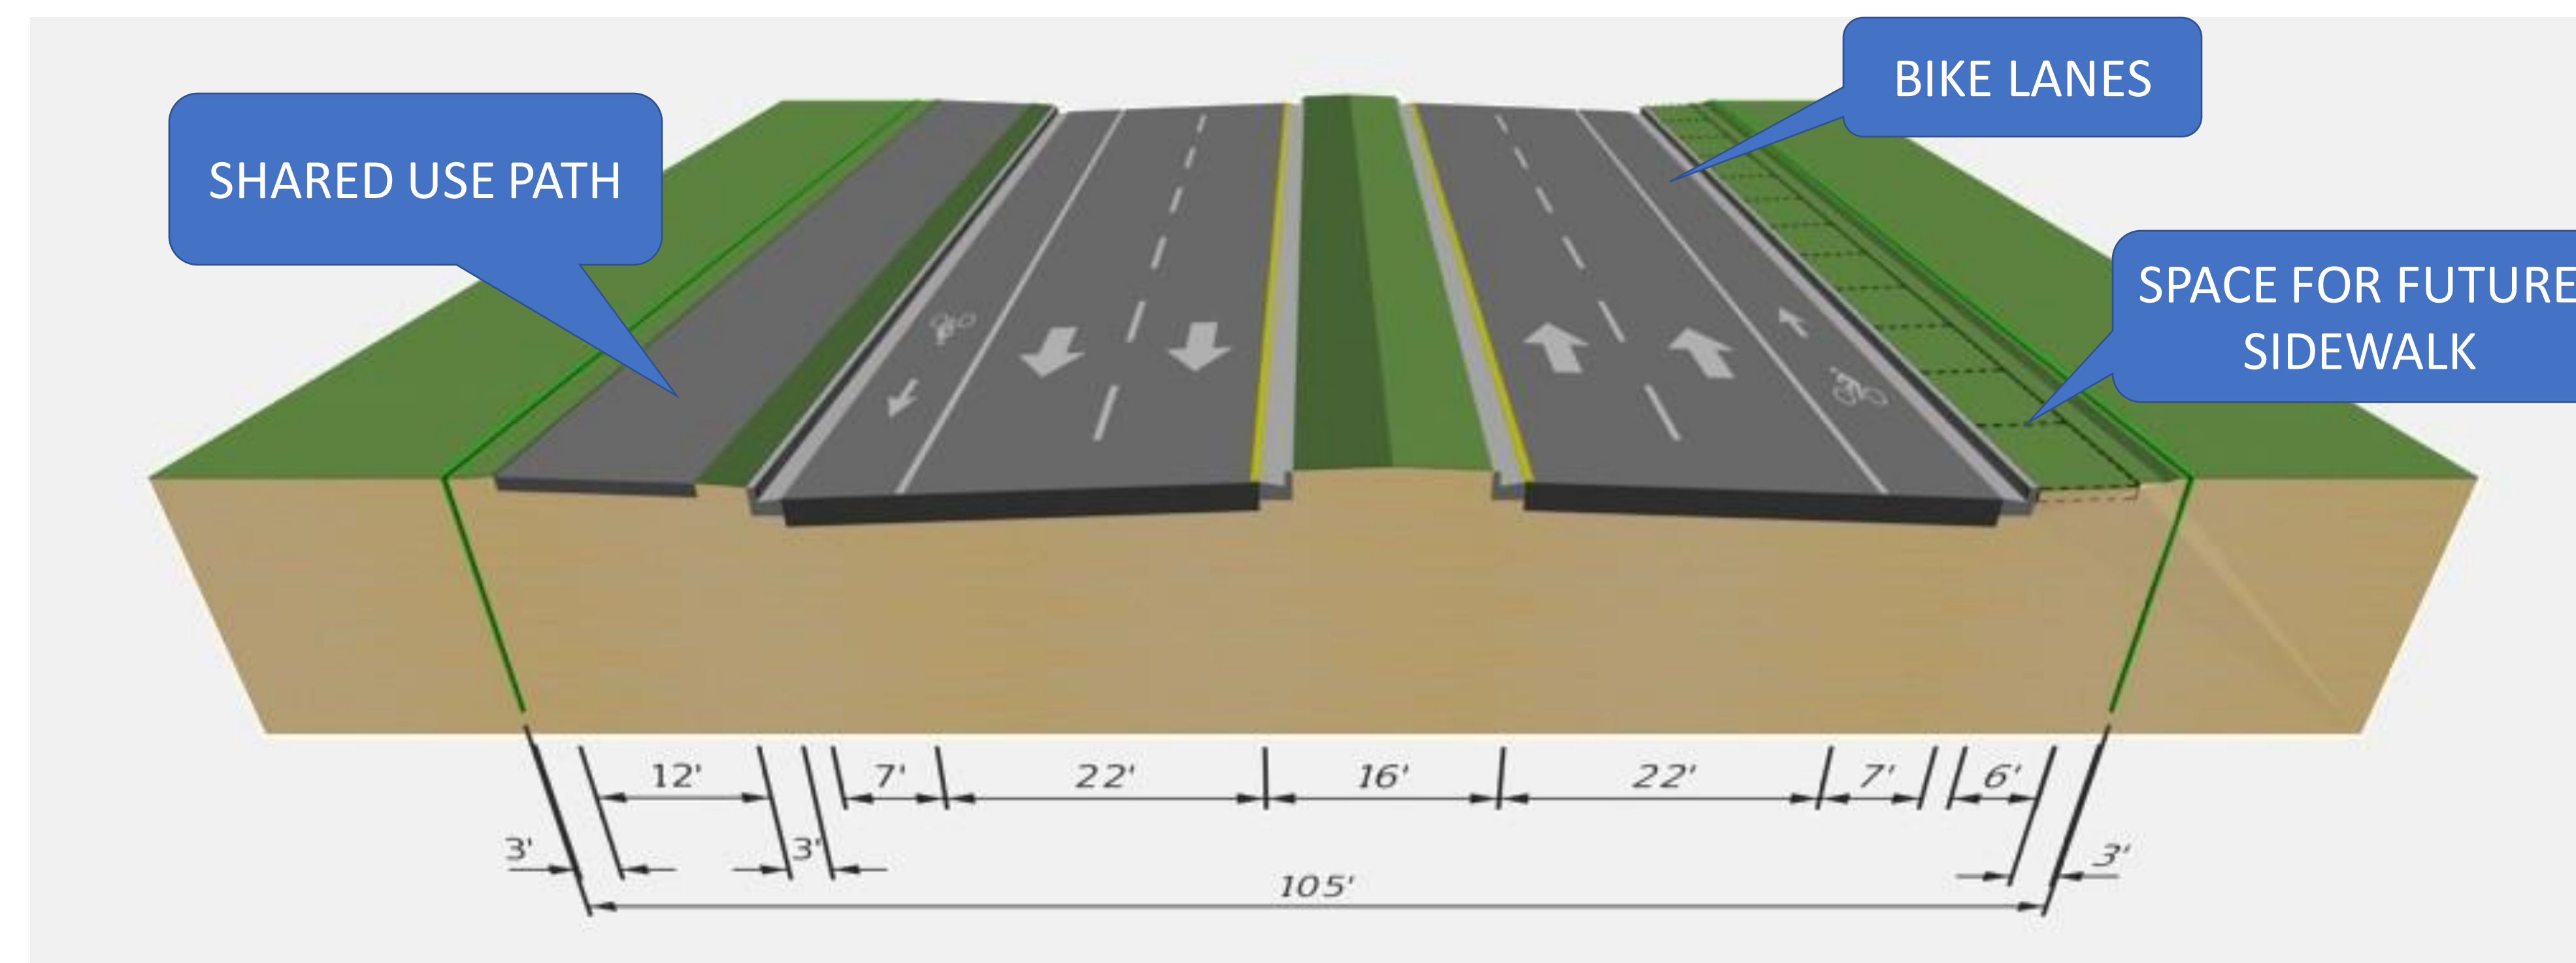 BIKE LANES
SHARED USE PATH
SPACE FOR FUTURE
SIDEWALK
12' 7' 22' 16' 22' 7' 6'
3' 3' 3'
105'